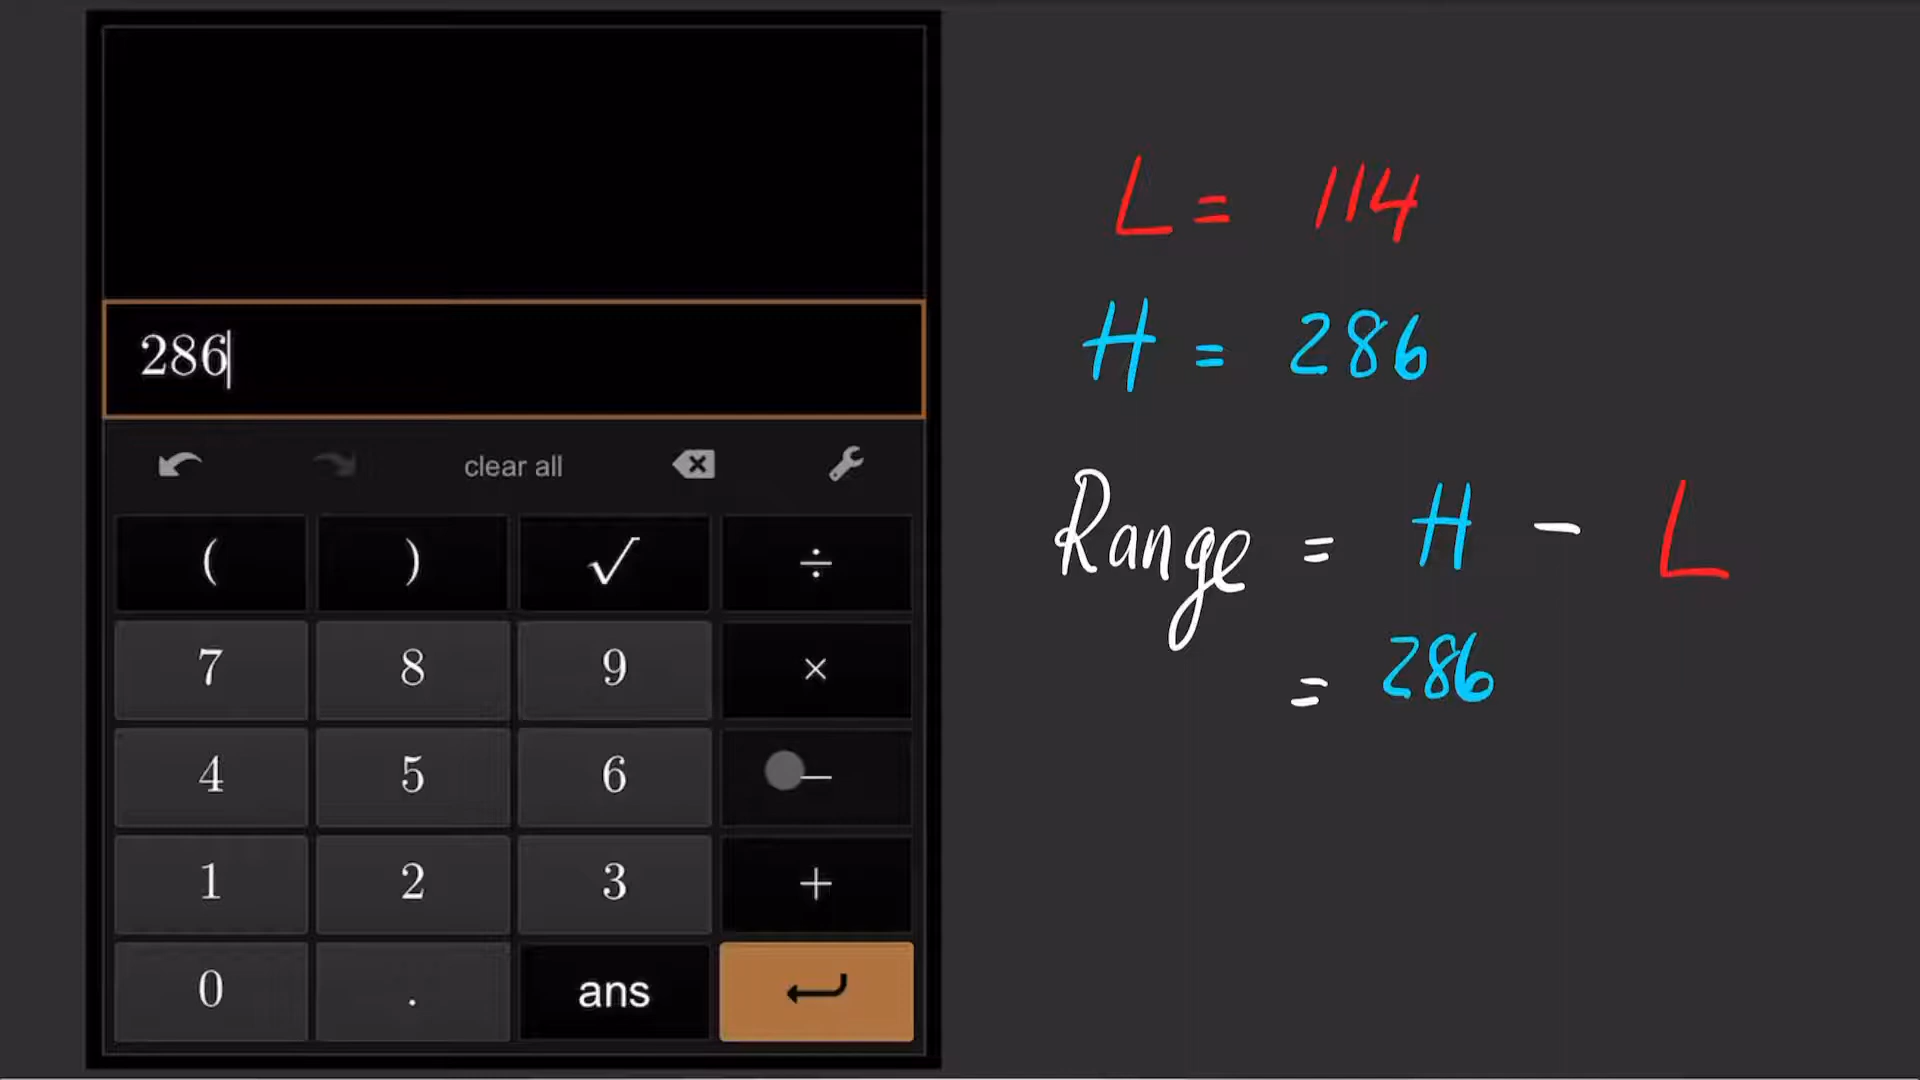 286
clear all
( ) √ ÷
7 8 9 ×
4 5 6 −
1 2 3 +
0 . ans
L = 114
H = 286
Range = H - L
= 286